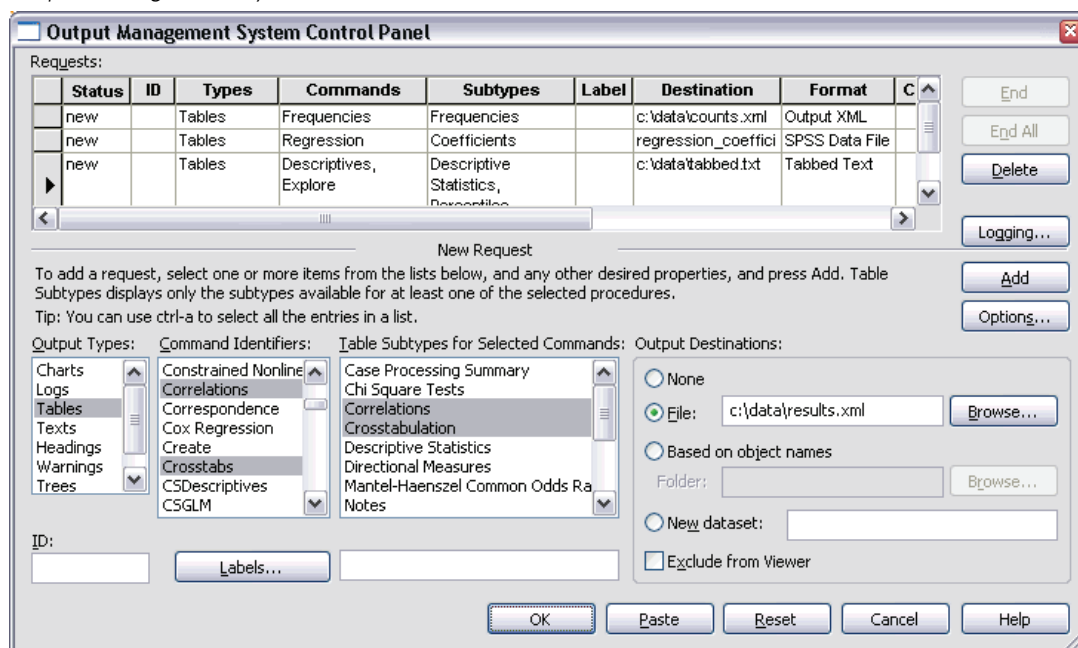 Output Management System Control Panel
Requests:
Status ID Types Commands Subtypes Label Destination Format C
new Tables Frequencies Frequencies c:\data\counts.xml Output XML
new Tables Regression Coefficients regression_coeffici SPSS Data File
new Tables Descriptives, Descriptive c:\data\tabbed.txt Tabbed Text
Explore Statistics,
End
End All
Delete
Logging...
New Request
To add a request, select one or more items from the lists below, and any other desired properties, and press Add. Table
Subtypes displays only the subtypes available for at least one of the selected procedures.
Tip: You can use ctrl-a to select all the entries in a list.
Add
Options...
Output Types:
Charts
Logs
Tables
Texts
Headings
Warnings
Trees
Command Identifiers:
Constrained Nonline
Correlations
Correspondence
Cox Regression
Create
Crosstabs
CSDescriptives
CSGLM
Table Subtypes for Selected Commands:
Case Processing Summary
Chi Square Tests
Correlations
Crosstabulation
Descriptive Statistics
Directional Measures
Mantel-Haenszel Common Odds Ra
Notes
Output Destinations:
None
File: c:\data\results.xml Browse...
Based on object names
Folder: Browse...
New dataset:
Exclude from Viewer
ID:
Labels...
OK Paste Reset Cancel Help